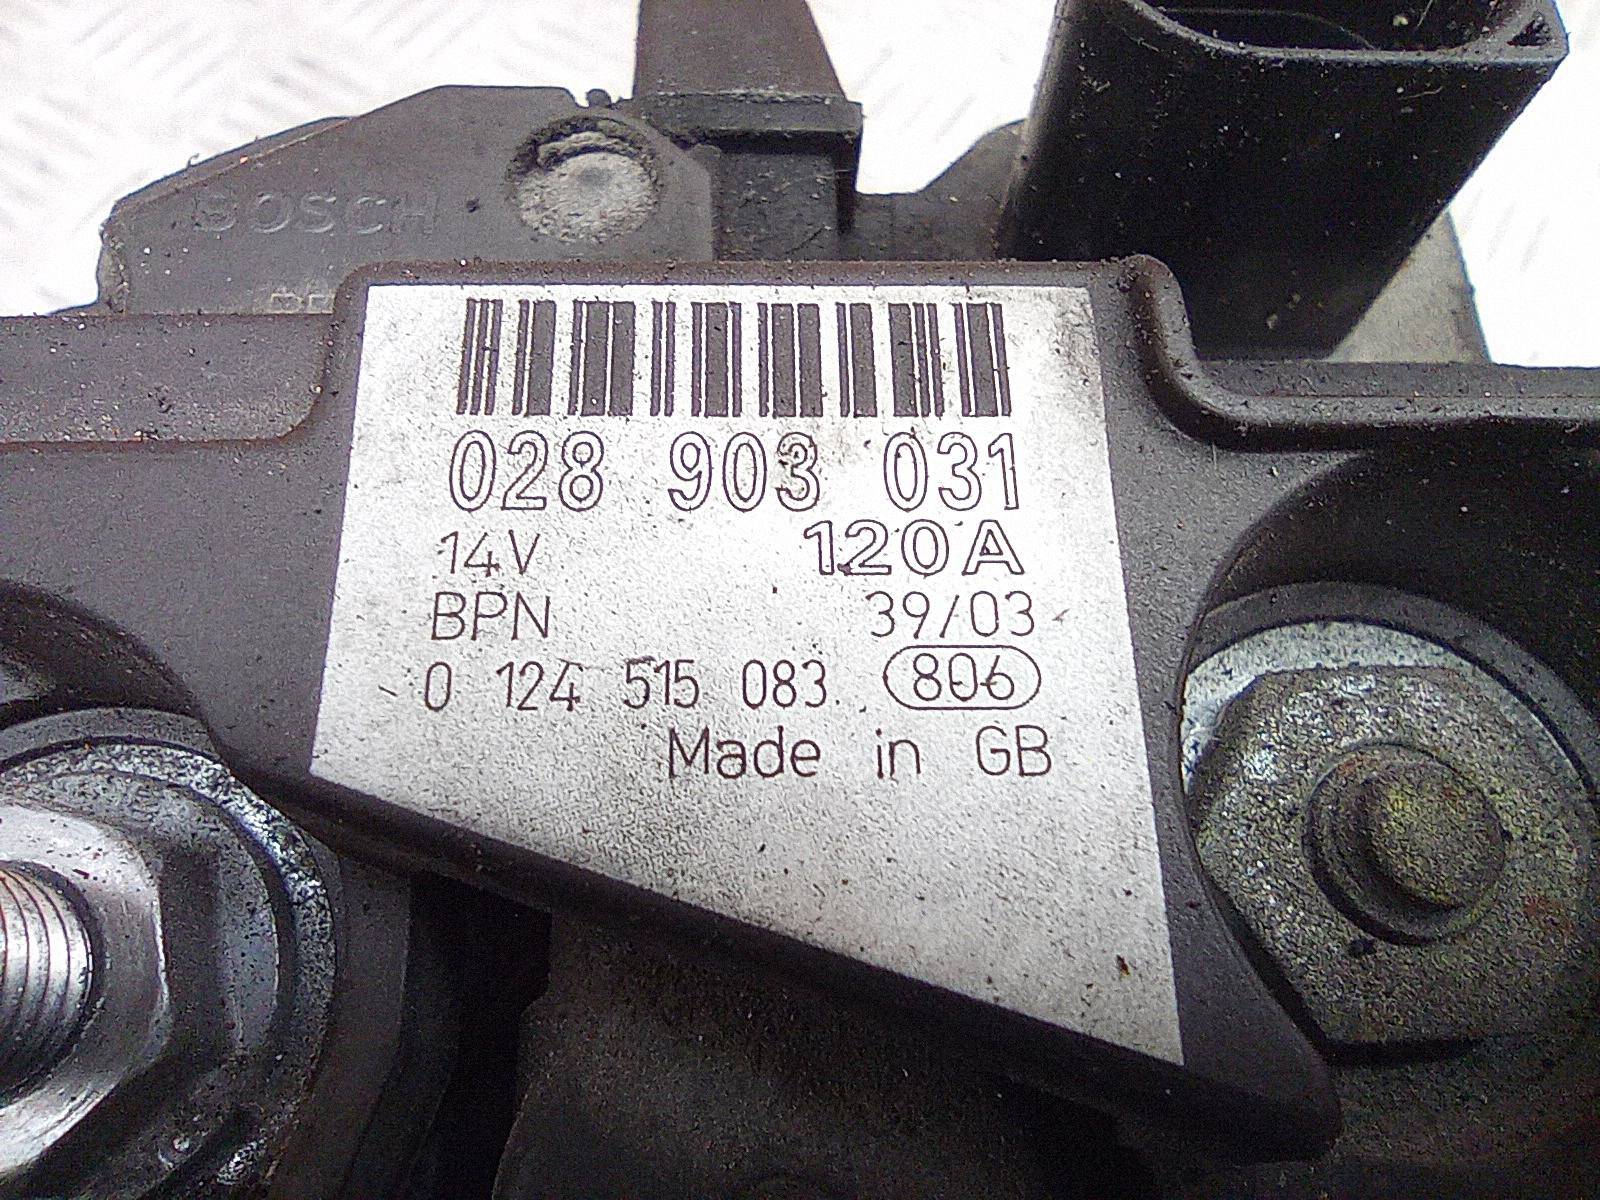 BOSCH
028 903 031
14V 120A
BPN 39/03
0 124 515 083 806
Made in GB